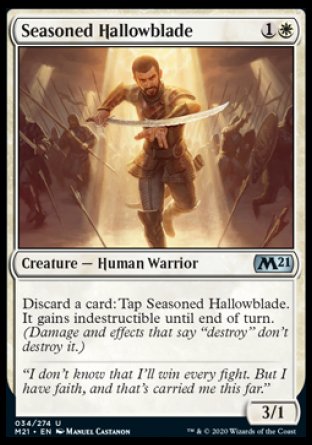 Seasoned Hallowblade 1
Creature — Human Warrior M21
Discard a card: Tap Seasoned Hallowblade.
It gains indestructible until end of turn.
(Damage and effects that say "destroy" don't
destroy it.)
"I don't know that I'll win every fight. But I
have faith, and that's carried me this far."
3/1
034/274 U
M21 • EN MANUEL CASTAÑON ™ & © 2020 Wizards of the Coast